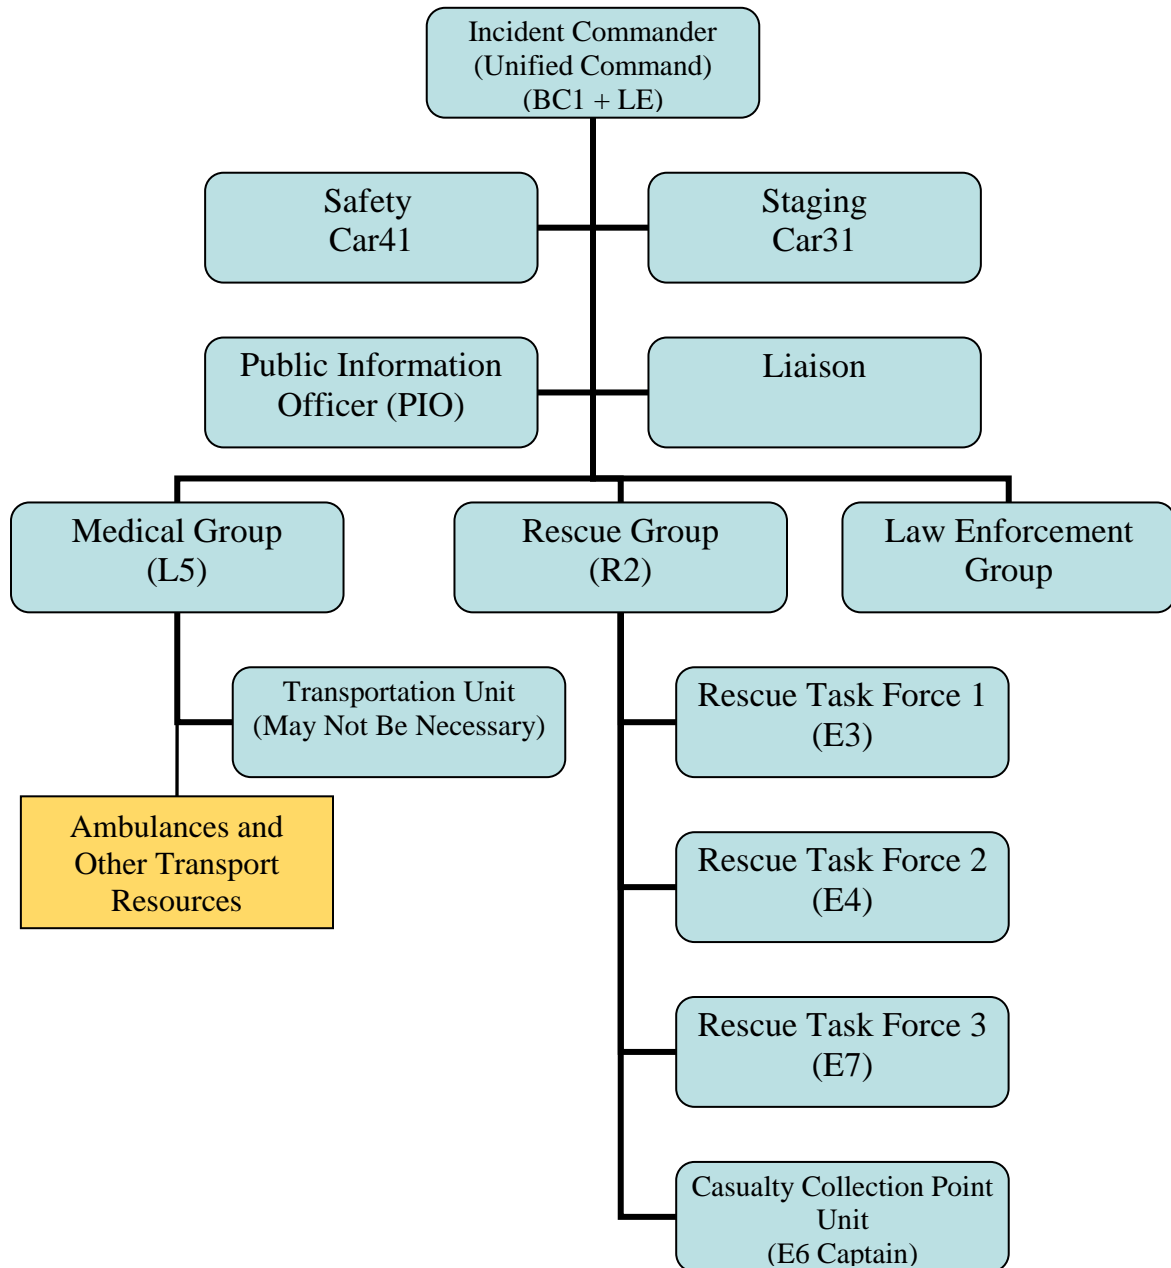 Incident Commander
(Unified Command)
(BC1 + LE)
Safety
Car41
Staging
Car31
Public Information
Officer (PIO)
Liaison
Medical Group
(L5)
Rescue Group
(R2)
Law Enforcement
Group
Transportation Unit
(May Not Be Necessary)
Rescue Task Force 1
(E3)
Ambulances and
Other Transport
Resources
Rescue Task Force 2
(E4)
Rescue Task Force 3
(E7)
Casualty Collection Point
Unit
(E6 Captain)